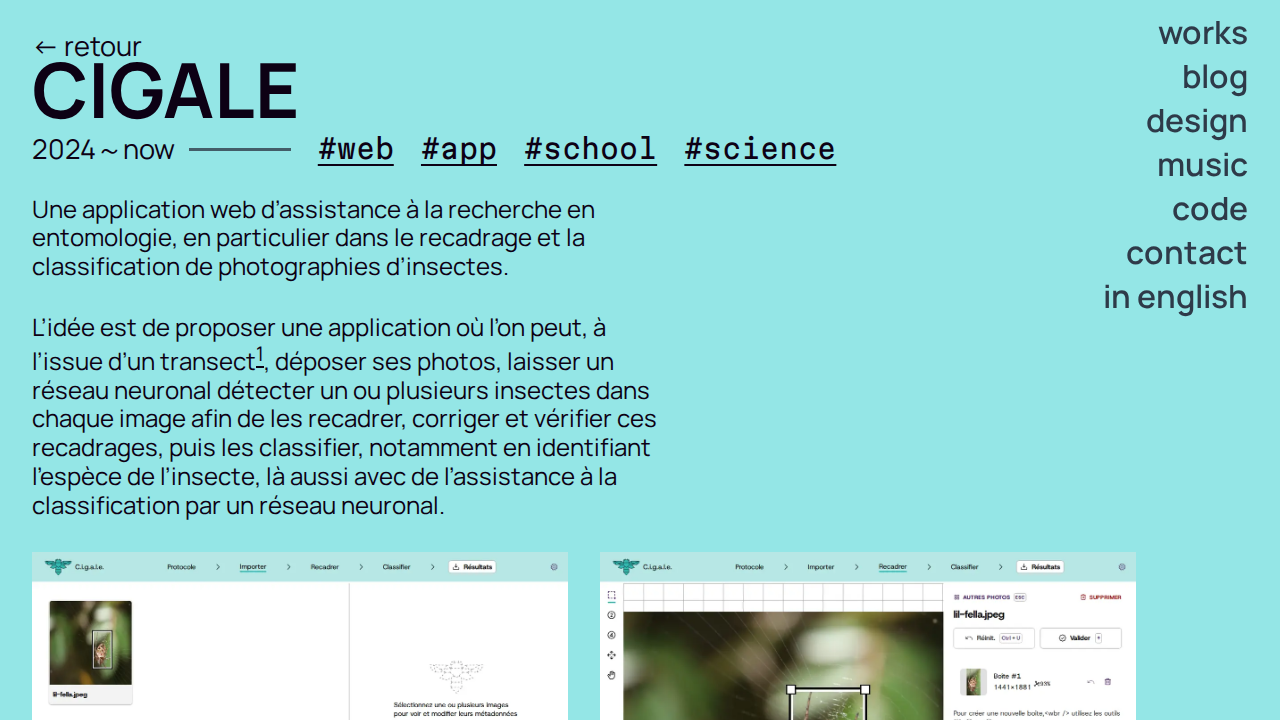 ← retour
CIGALE
2024~now #web #app #school #science
works
blog
design
music
code
contact
in english
Une application web d’assistance à la recherche en
entomologie, en particulier dans le recadrage et la
classification de photographies d’insectes.
L’idée est de proposer une application où l’on peut, à
l’issue d’un transect1, déposer ses photos, laisser un
réseau neuronal détecter un ou plusieurs insectes dans
chaque image afin de les recadrer, corriger et vérifier ces
recadrages, puis les classifier, notamment en identifiant
l’espèce de l’insecte, là aussi avec de l’assistance à la
classification par un réseau neuronal.
C.i.g.a.l.e. Protocole > Importer > Recadrer > Classifier > Résultats
lil-fella.jpeg
Sélectionnez une ou plusieurs images
pour voir et modifier leurs métadonnées
C.i.g.a.l.e. Protocole > Importer > Recadrer > Classifier > Résultats
AUTRES PHOTOS ESC SUPPRIMER
lil-fella.jpeg
Réinit. Ctrl+U Valider
Boîte #1
1441×1881
Pour créer une nouvelle boîte,<wbr /> utilisez les outils